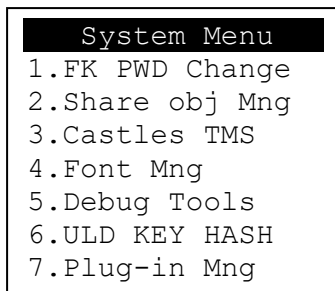 System Menu
1.FK PWD Change
2.Share obj Mng
3.Castles TMS
4.Font Mng
5.Debug Tools
6.ULD KEY HASH
7.Plug-in Mng